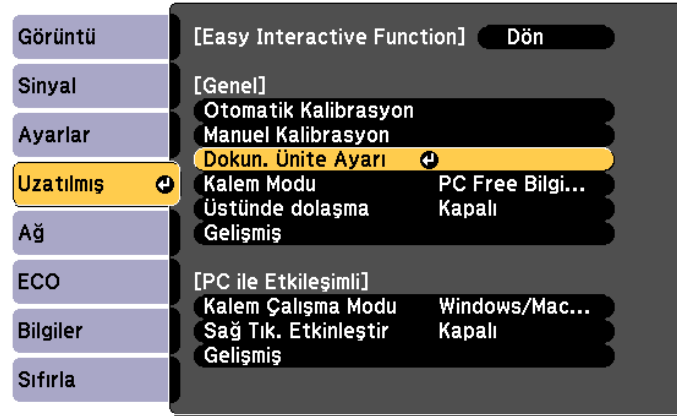 Görüntü
Sinyal
Ayarlar
Uzatılmış
Ağ
ECO
Bilgiler
Sıfırla
[Easy Interactive Function] Dön
[Genel]
Otomatik Kalibrasyon
Manuel Kalibrasyon
Dokun. Ünite Ayarı
Kalem Modu PC Free Bilgi...
Üstünde dolaşma Kapalı
Gelişmiş
[PC ile Etkileşimli]
Kalem Çalışma Modu Windows/Mac...
Sağ Tık. Etkinleştir Kapalı
Gelişmiş